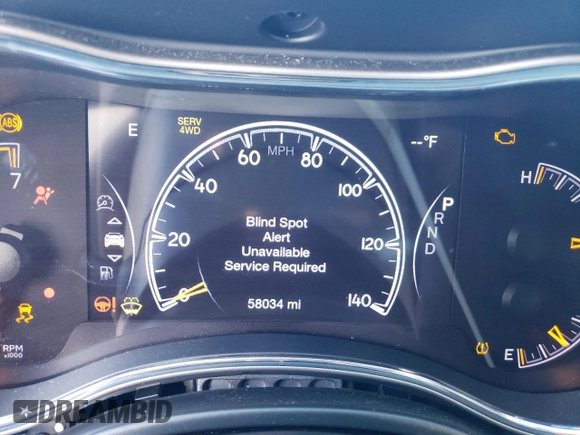 ABS
E
SERV
4WD
--°F
7
0
20
40
60
MPH
80
100
120
140
Blind Spot
Alert
Unavailable
Service Required
58034 mi
P
R
N
D
H
E
RPM
x1000
DREAMBID